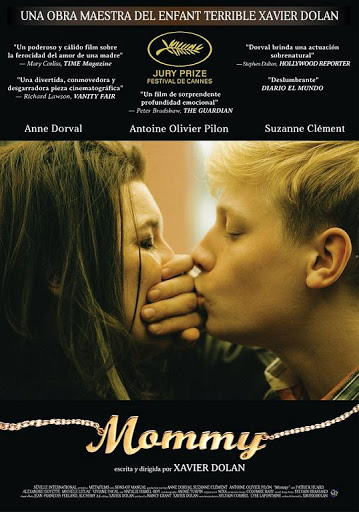 UNA OBRA MAESTRA DEL ENFANT TERRIBLE XAVIER DOLAN
"Un poderoso y cálido film sobre
la ferocidad del amor de una madre"
— Mary Corliss, TIME Magazine
"Una divertida, conmovedora y
desgarradora pieza cinematográfica"
— Richard Lawson, VANITY FAIR
JURY PRIZE
FESTIVAL DE CANNES
"Un film de sorprendente
profundidad emocional"
— Peter Bradshaw, THE GUARDIAN
"Dorval brinda una actuación
sobrenatural"
—Stephen Dalton, HOLLYWOOD REPORTER
"Deslumbrante"
DIARIO EL MUNDO
Anne Dorval
Antoine Olivier Pilon
Suzanne Clément
Mommy
escrita y dirigida por XAVIER DOLAN